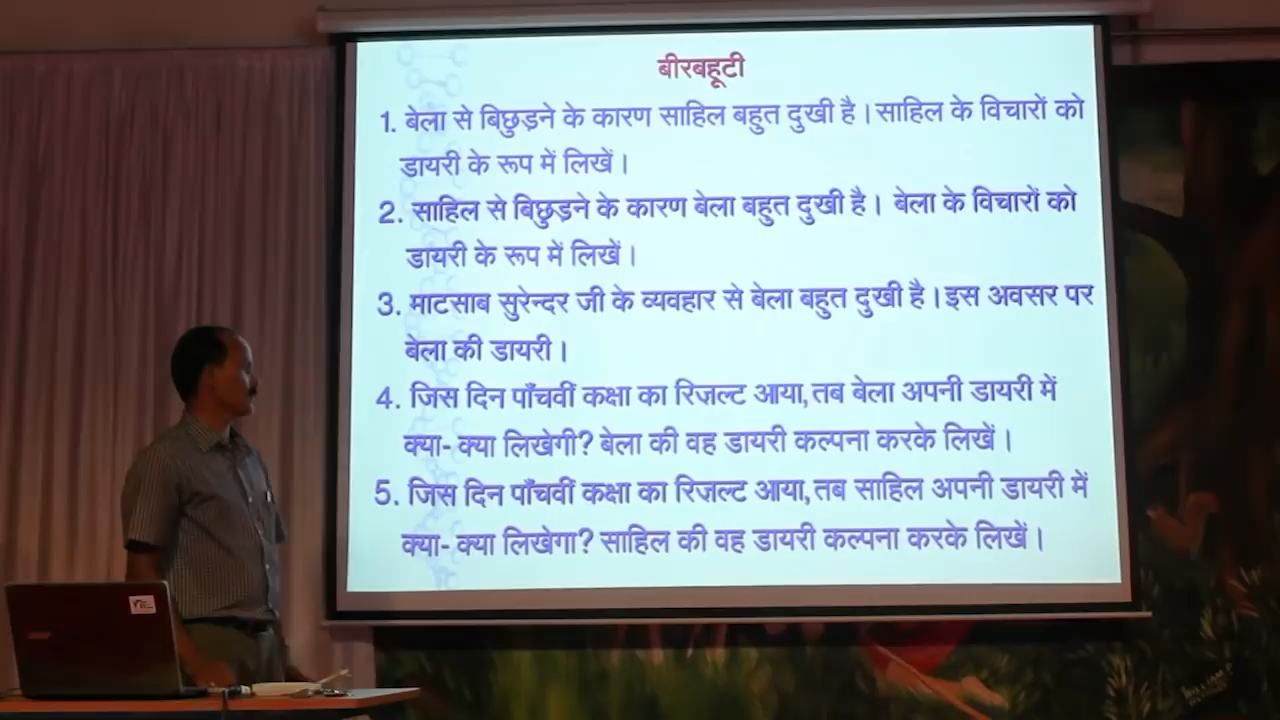 बीरबहूटी
1. बेला से बिछुड़ने के कारण साहिल बहुत दुखी है। साहिल के विचारों को
डायरी के रूप में लिखें।
2. साहिल से बिछुड़ने के कारण बेला बहुत दुखी है। बेला के विचारों को
डायरी के रूप में लिखें।
3. माटसाब सुरेन्दर जी के व्यवहार से बेला बहुत दुखी है। इस अवसर पर
बेला की डायरी।
4. जिस दिन पाँचवीं कक्षा का रिज़ल्ट आया, तब बेला अपनी डायरी में
क्या- क्या लिखेगी? बेला की वह डायरी कल्पना करके लिखें।
5. जिस दिन पाँचवीं कक्षा का रिज़ल्ट आया, तब साहिल अपनी डायरी में
क्या- क्या लिखेगा? साहिल की वह डायरी कल्पना करके लिखें।